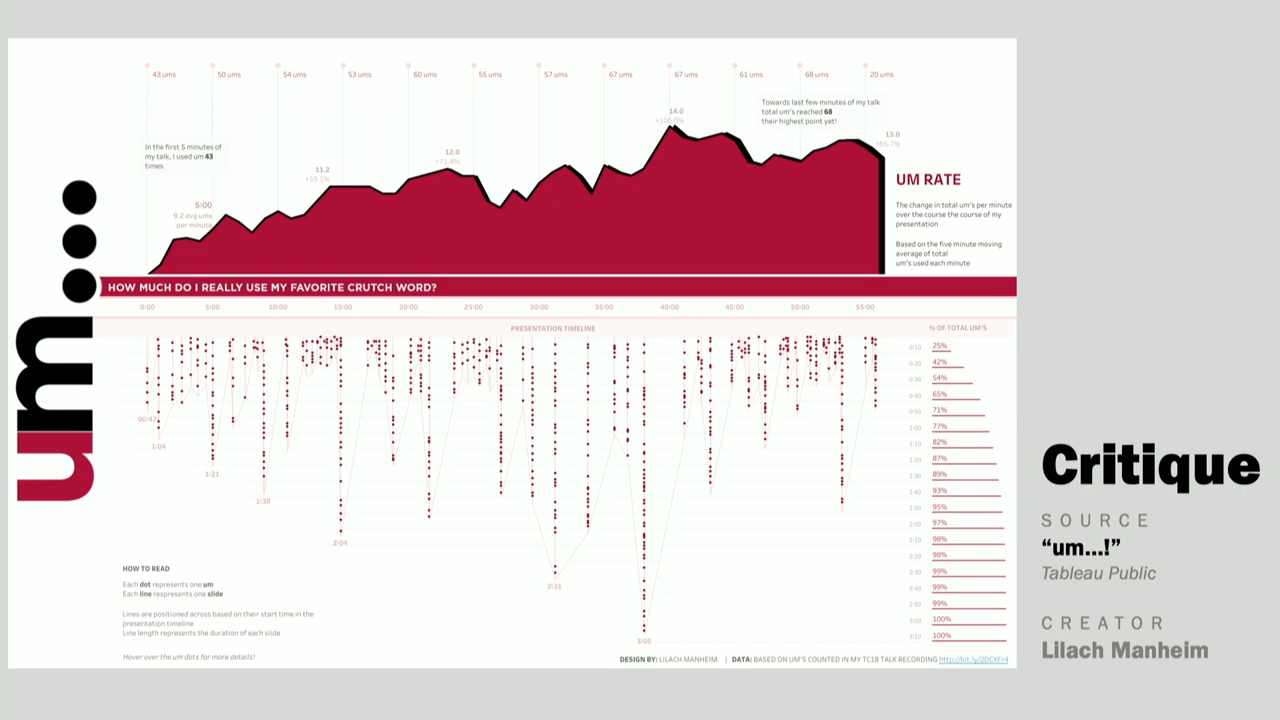 43 ums
50 ums
54 ums
53 ums
60 ums
55 ums
57 ums
67 ums
67 ums
61 ums
68 ums
20 ums
Towards last few minutes of my talk
total um's reached 68
their highest point yet!
14.0
+100.0%
13.0
+85.7%
In the first 5 minutes of
my talk, I used um 43
times
12.0
+71.4%
11.2
+59.5%
5:00
9.2 avg ums
per minute
UM RATE
The change in total um's per minute
over the course the course of my
presentation
Based on the five minute moving
average of total
um's used each minute
um...
HOW MUCH DO I REALLY USE MY FAVORITE CRUTCH WORD?
0:00
5:00
10:00
15:00
20:00
25:00
30:00
35:00
40:00
45:00
50:00
55:00
PRESENTATION TIMELINE
% OF TOTAL UM'S
0:10 25%
0:20 42%
0:30 54%
0:40 65%
0:50 71%
1:00 77%
1:10 82%
1:20 87%
1:30 89%
1:40 93%
1:50 95%
2:00 97%
2:10 98%
2:20 98%
2:30 99%
2:40 99%
2:50 99%
3:00 100%
3:10 100%
00:47
1:04
1:21
1:38
2:04
2:31
3:05
HOW TO READ
Each dot represents one um
Each line respresents one slide
Lines are positioned across based on their start time in the
presentation timeline
Line length represents the duration of each slide
Hover over the um dots for more details!
DESIGN BY: LILACH MANHEIM | DATA: BASED ON UM'S COUNTED IN MY TC18 TALK RECORDING http://bit.ly/2DCXFr4
Critique
SOURCE
“um...!”
Tableau Public
CREATOR
Lilach Manheim